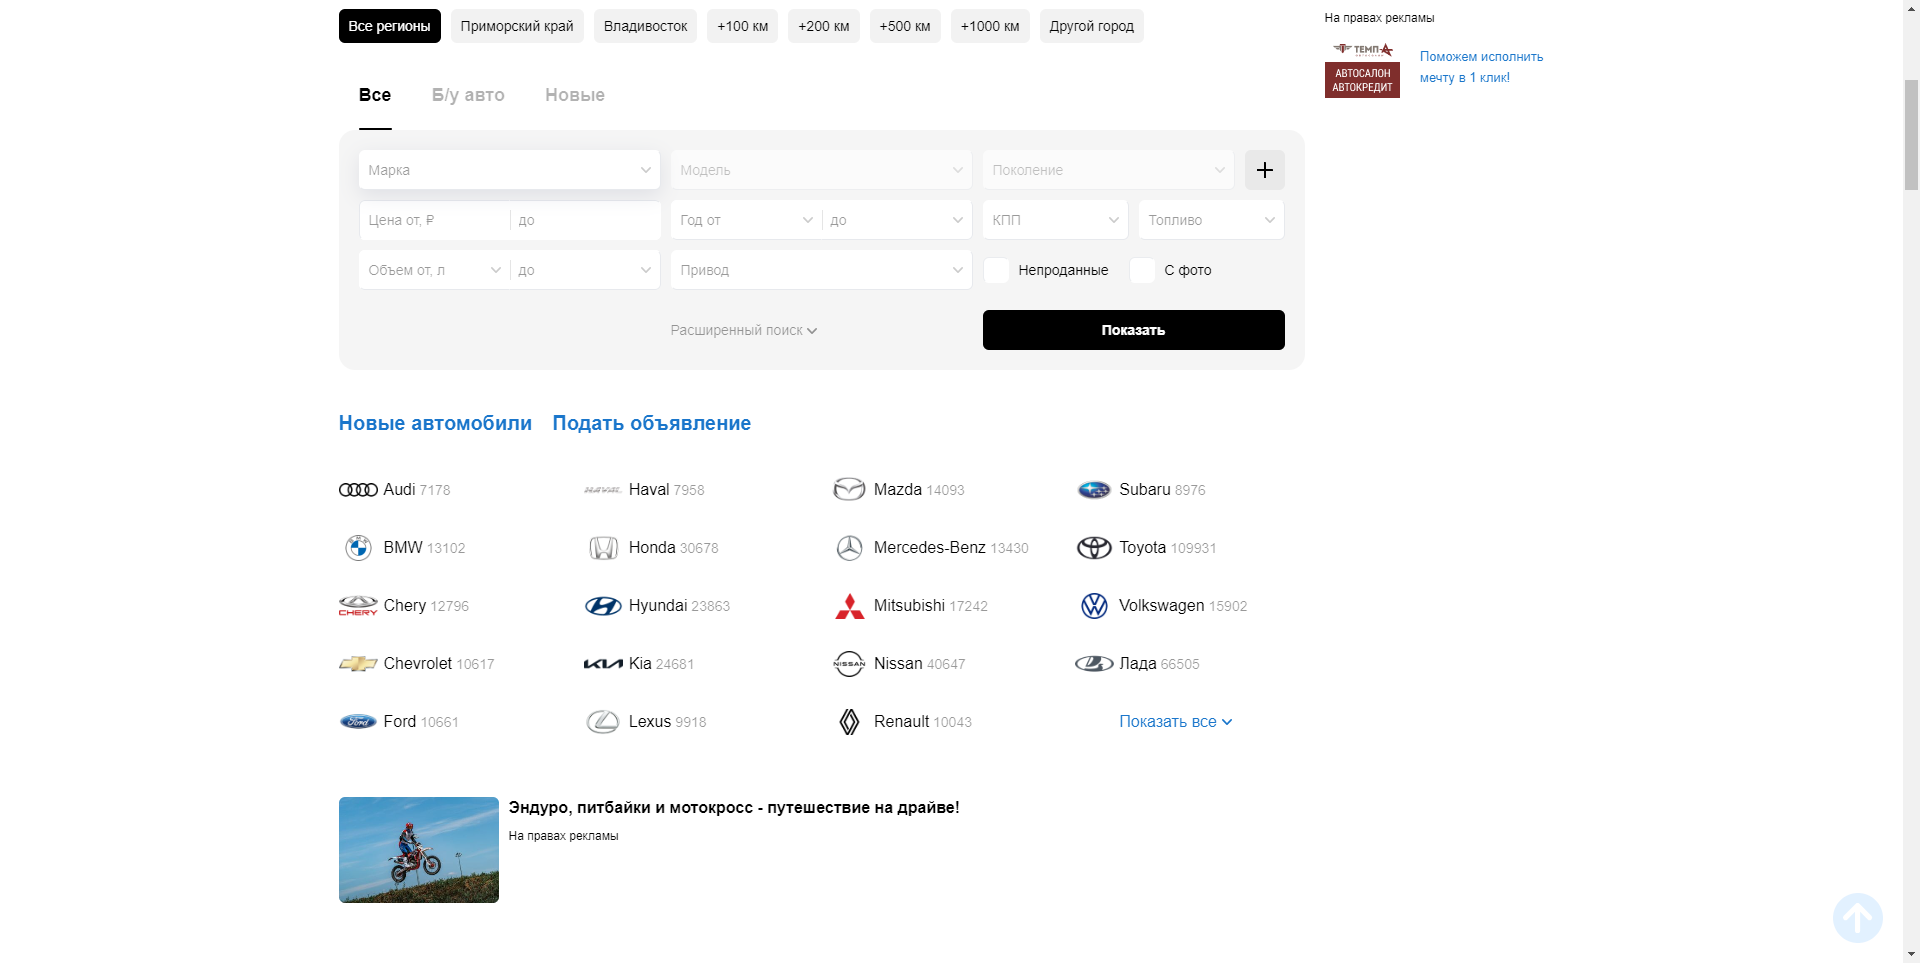 Все регионы Приморский край Владивосток +100 км +200 км +500 км +1000 км Другой город
На правах рекламы
ТЕМП-А
АВТОСАЛОН
АВТОКРЕДИТ
Поможем исполнить
мечту в 1 клик!
Все Б/у авто Новые
Марка Модель Поколение
Цена от, ₽ до Год от до КПП Топливо
Объем от, л до Привод Непроданные С фото
Расширенный поиск Показать
Новые автомобили Подать объявление
Audi 7178 HAVAL Haval 7958 Mazda 14093 Subaru 8976
BMW BMW 13102 Honda 30678 Mercedes-Benz 13430 Toyota 109931
CHERY Chery 12796 Hyundai 23863 Mitsubishi 17242 Volkswagen 15902
Chevrolet 10617 Kia 24681 NISSAN Nissan 40647 Лада 66505
Ford Ford 10661 Lexus 9918 Renault 10043 Показать все
Эндуро, питбайки и мотокросс - путешествие на драйве!
На правах рекламы